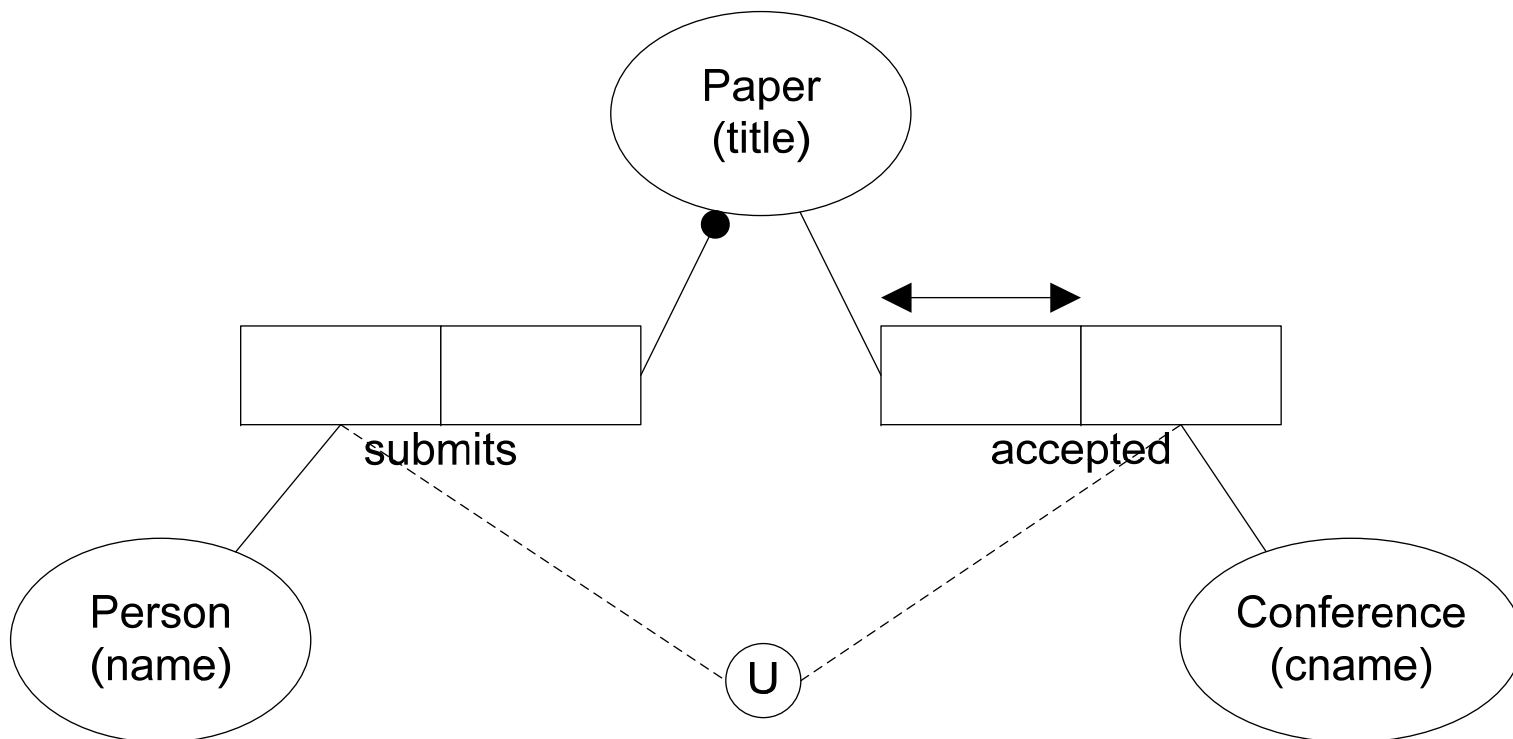 Paper
(title)
submits
accepted
Person
(name)
Conference
(cname)
U